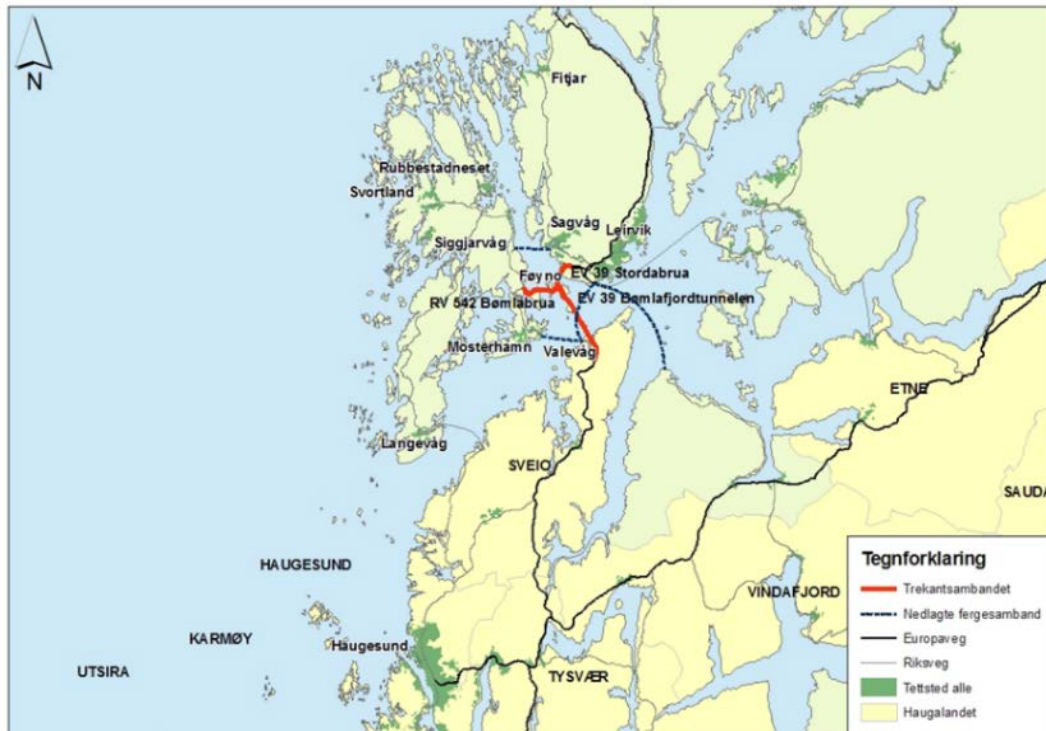 N
Fitjar
Rubbestadneset
Svortland
Sagvåg
Leirvik
Siggjarvåg
EV 39 Stordabrua
Føyno
RV 542 Bømlabrua
EV 39 Bømlafjordtunnelen
Mosterhamn
Valevåg
ETNE
Langevåg
SVEIO
SAUDA
HAUGESUND
VINDAFJORD
KARMØY
Haugesund
UTSIRA
TYSVÆR
Tegnforklaring
Trekantsambandet
Nedlagte fergesamband
Europaveg
Riksveg
Tettsted alle
Haugalandet